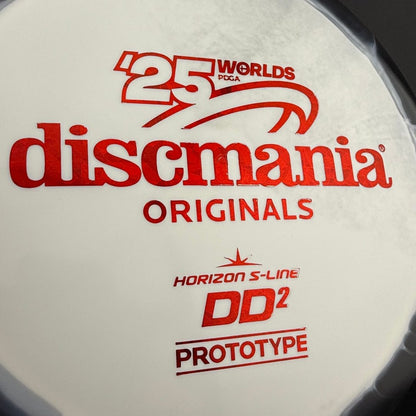 '25 WORLDS
PDGA
discmania®
ORIGINALS
HORIZON S-LINE
DD2
PROTOTYPE